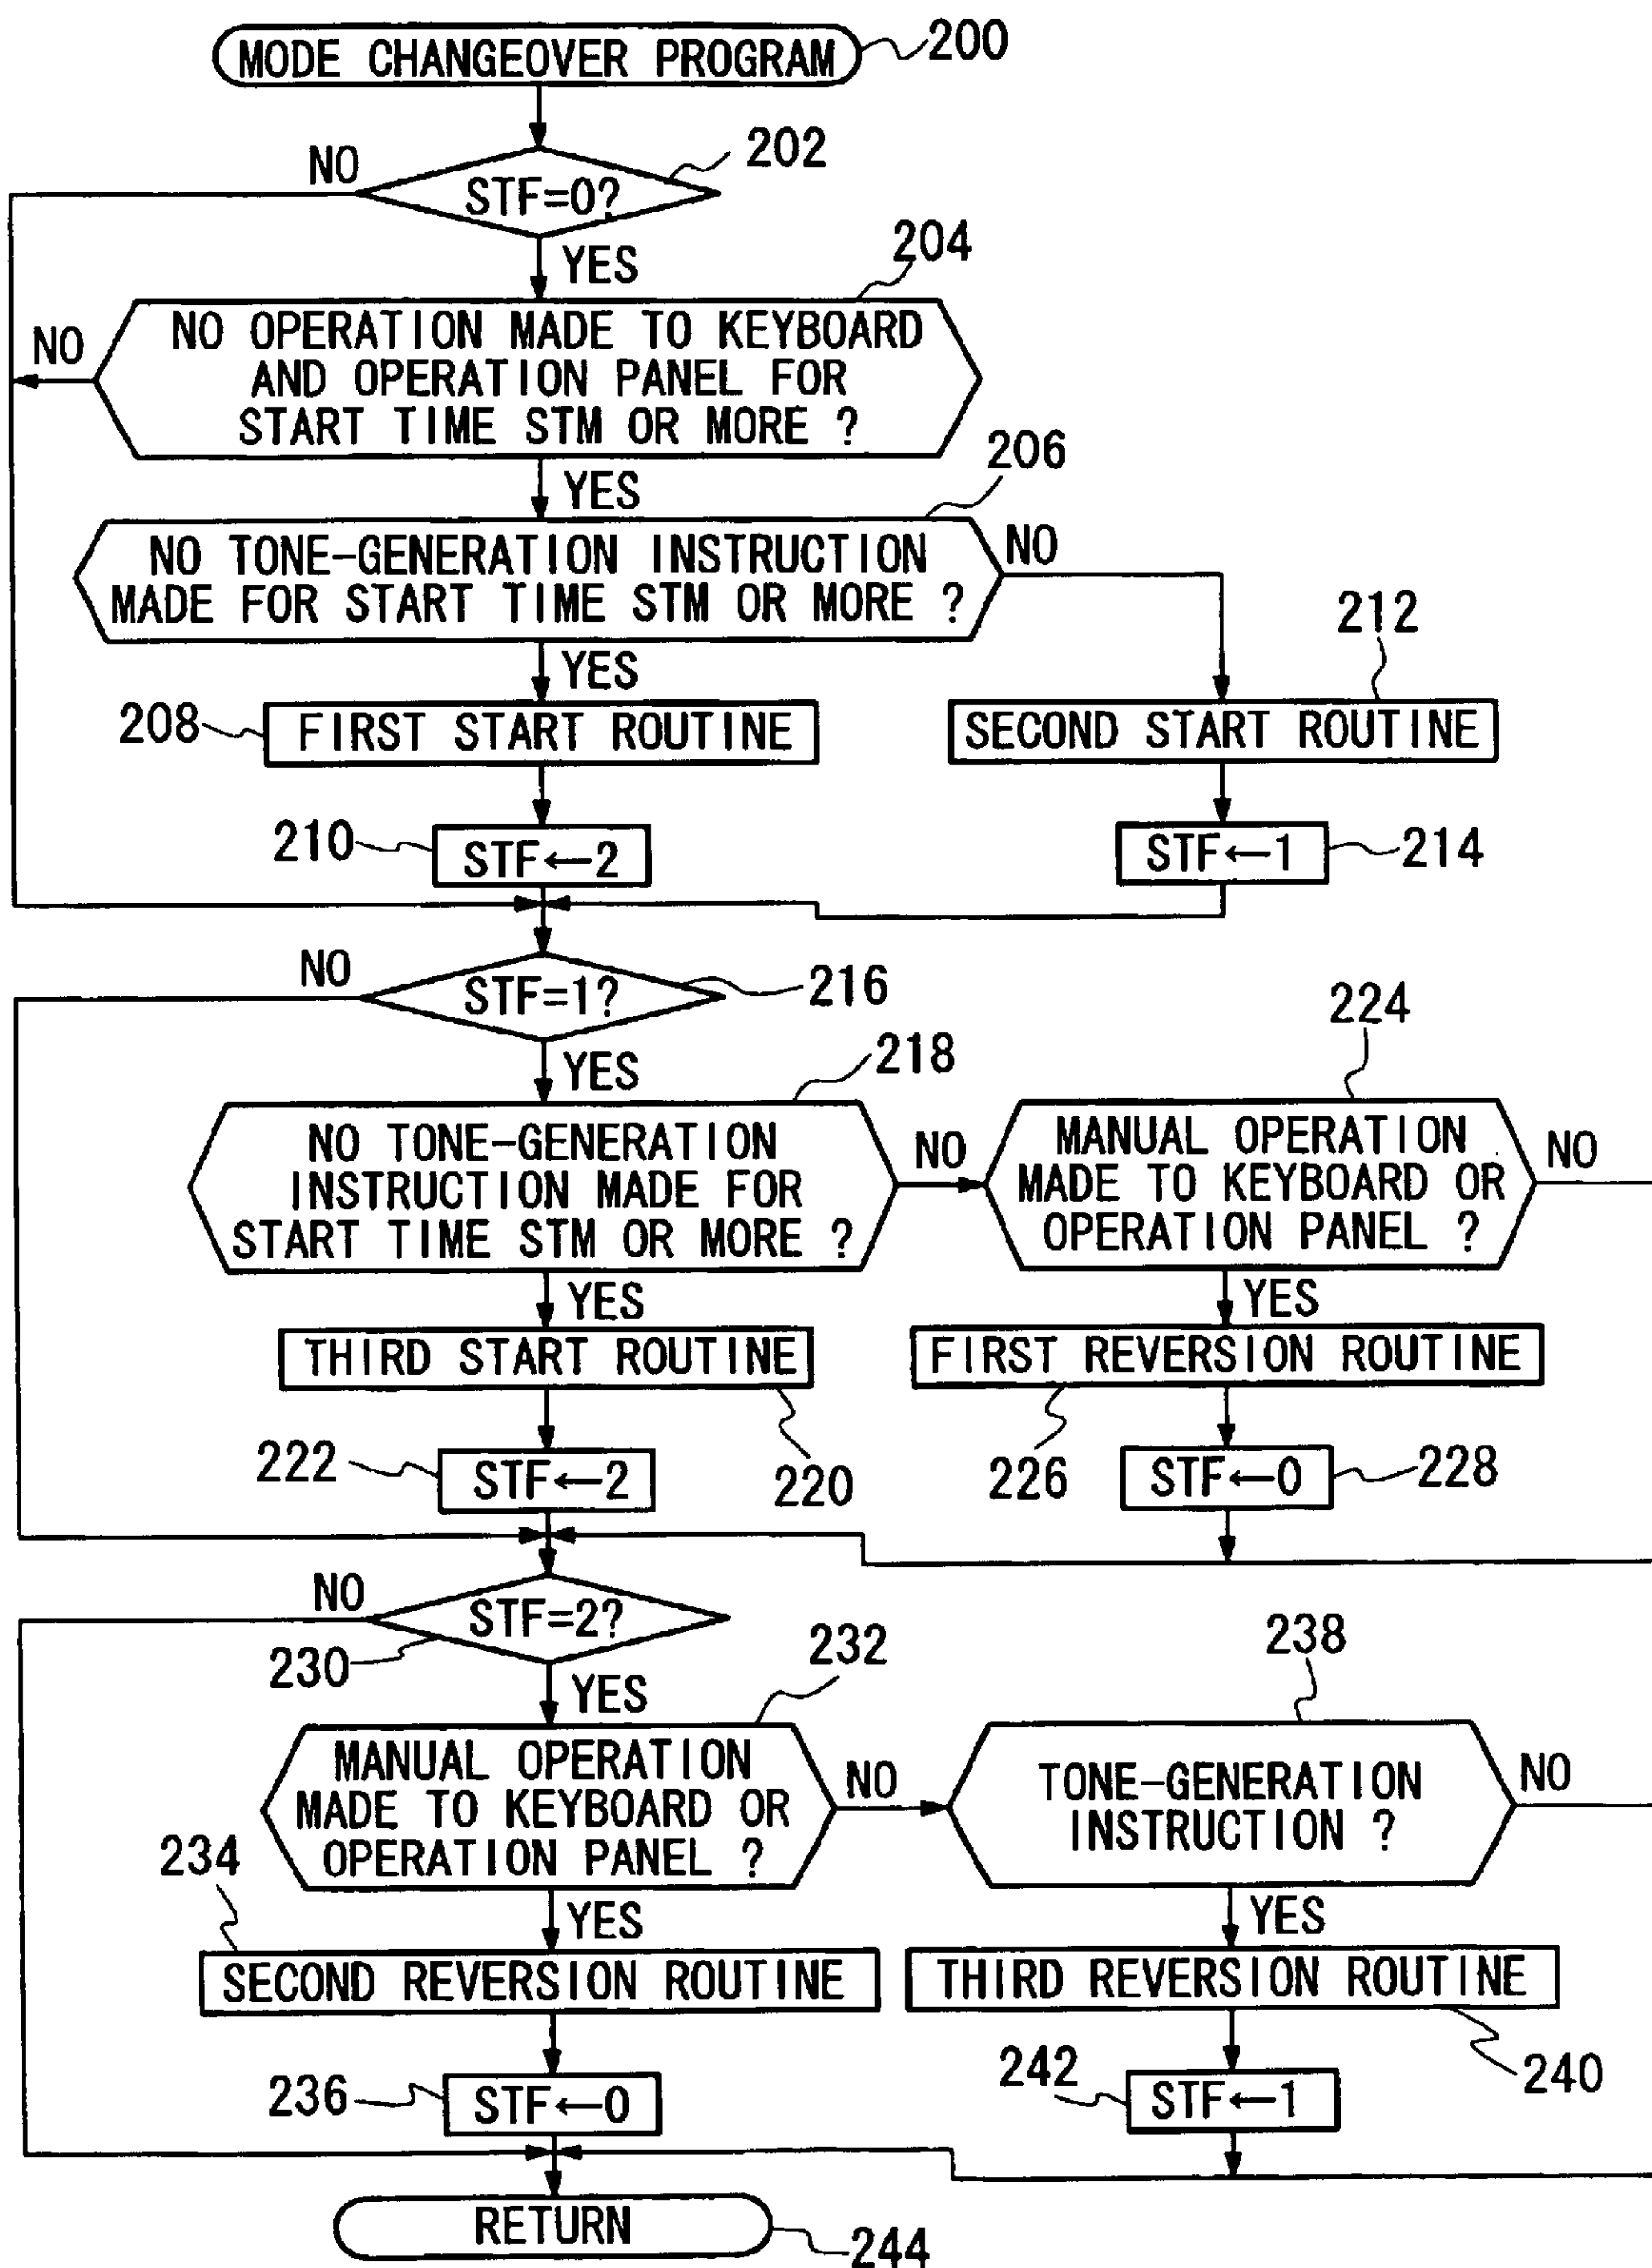 MODE CHANGEOVER PROGRAM
200
NO
STF=0?
202
YES
204
NO
NO OPERATION MADE TO KEYBOARD
AND OPERATION PANEL FOR
START TIME STM OR MORE ?
YES
206
NO TONE-GENERATION INSTRUCTION
MADE FOR START TIME STM OR MORE ?
NO
YES
212
208
FIRST START ROUTINE
SECOND START ROUTINE
210
STF←2
STF←1
214
NO
STF=1?
216
YES
218
224
NO TONE-GENERATION
INSTRUCTION MADE FOR
START TIME STM OR MORE ?
NO
MANUAL OPERATION
MADE TO KEYBOARD OR
OPERATION PANEL ?
NO
YES
YES
THIRD START ROUTINE
FIRST REVERSION ROUTINE
222
STF←2
220
226
STF←0
228
NO
STF=2?
230
YES
232
238
MANUAL OPERATION
MADE TO KEYBOARD OR
OPERATION PANEL ?
NO
TONE-GENERATION
INSTRUCTION ?
NO
234
YES
YES
SECOND REVERSION ROUTINE
THIRD REVERSION ROUTINE
236
STF←0
242
STF←1
240
RETURN
244